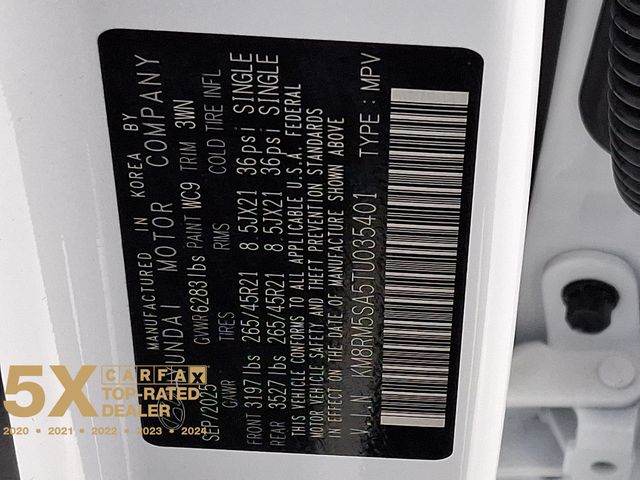 MANUFACTURED IN KOREA BY
HYUNDAI MOTOR COMPANY
SEP/2025 GVWR 6283 lbs PAINT WC9 TRIM 3WN
GAWR TIRES RIMS COLD TIRE INFL
FRONT 3197 lbs 265/45R21 8.5JX21 36psi SINGLE
REAR 3527 lbs 265/45R21 8.5JX21 36psi SINGLE
THIS VEHICLE CONFORMS TO ALL APPLICABLE U.S.A. FEDERAL
MOTOR VEHICLE SAFETY AND THEFT PREVENTION STANDARDS
IN EFFECT ON THE DATE OF MANUFACTURE SHOWN ABOVE
V.I.N : KM8RM5SA5TU035401 TYPE : MPV
5X CARFAX
TOP-RATED
DEALER
2020 • 2021 • 2022 • 2023 • 2024